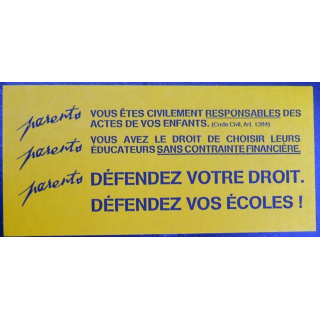 parents VOUS ÊTES CIVILEMENT RESPONSABLES DES
ACTES DE VOS ENFANTS. (Code Civil, Art. 1384)
parents VOUS AVEZ LE DROIT DE CHOISIR LEURS
ÉDUCATEURS SANS CONTRAINTE FINANCIÈRE.
parents DÉFENDEZ VOTRE DROIT.
DÉFENDEZ VOS ÉCOLES !